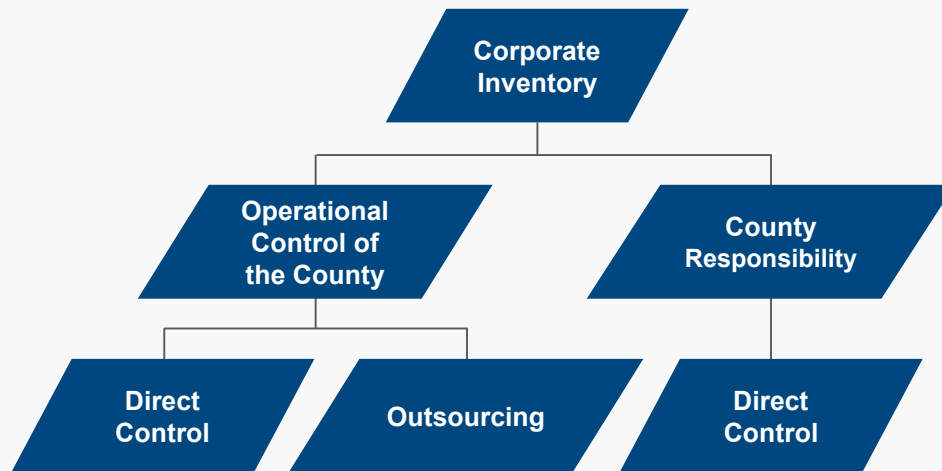 Corporate
Inventory
Operational
Control of
the County
County
Responsibility
Direct
Control
Outsourcing
Direct
Control